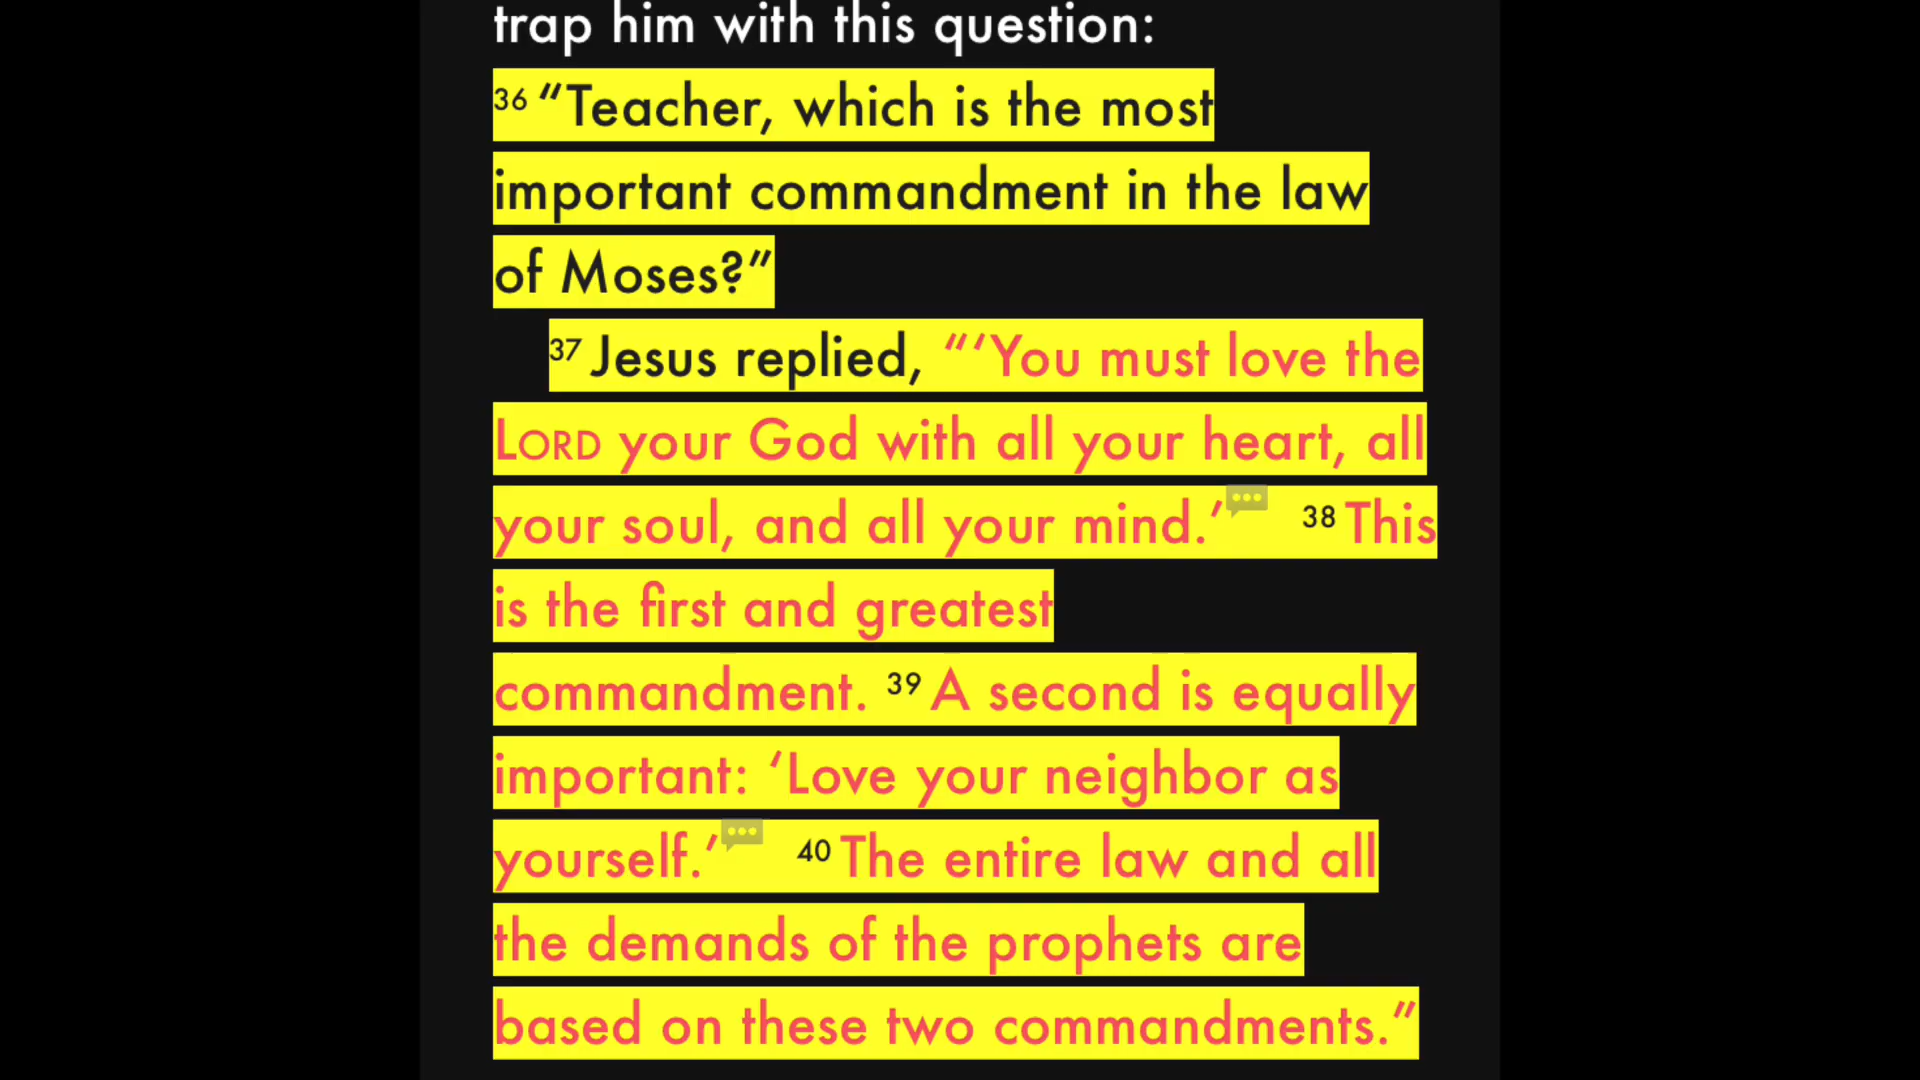 trap him with this question:
36 “Teacher, which is the most
important commandment in the law
of Moses?”
37 Jesus replied, “‘You must love the
LORD your God with all your heart, all
your soul, and all your mind.’ 38 This
is the first and greatest
commandment. 39 A second is equally
important: ‘Love your neighbor as
yourself.’ 40 The entire law and all
the demands of the prophets are
based on these two commandments.”